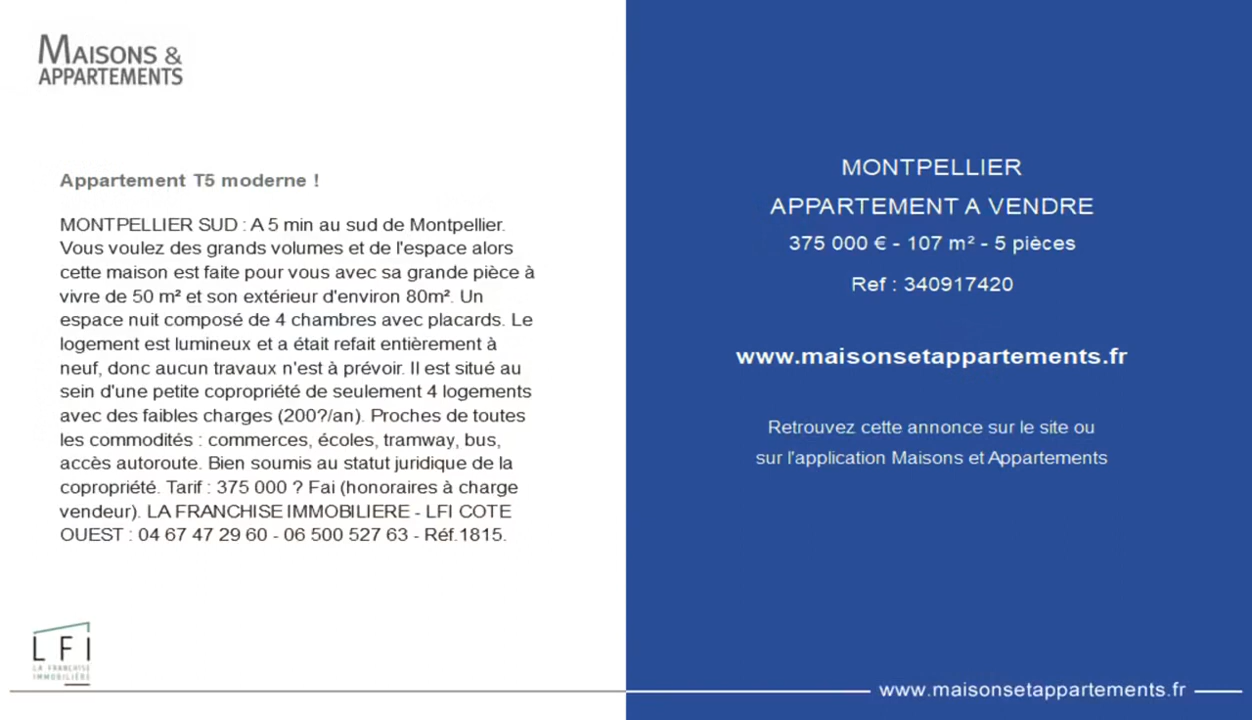 MAISONS &
APPARTEMENTS
Appartement T5 moderne !
MONTPELLIER SUD : A 5 min au sud de Montpellier.
Vous voulez des grands volumes et de l'espace alors
cette maison est faite pour vous avec sa grande pièce à
vivre de 50 m² et son extérieur d'environ 80m². Un
espace nuit composé de 4 chambres avec placards. Le
logement est lumineux et a était refait entièrement à
neuf, donc aucun travaux n'est à prévoir. Il est situé au
sein d'une petite copropriété de seulement 4 logements
avec des faibles charges (200?/an). Proches de toutes
les commodités : commerces, écoles, tramway, bus,
accès autoroute. Bien soumis au statut juridique de la
copropriété. Tarif : 375 000 ? Fai (honoraires à charge
vendeur). LA FRANCHISE IMMOBILIERE - LFI COTE
OUEST : 04 67 47 29 60 - 06 500 527 63 - Réf.1815.
LFI
LA FRANCHISE
IMMOBILIÈRE
MONTPELLIER
APPARTEMENT A VENDRE
375 000 € - 107 m² - 5 pièces
Ref : 340917420
www.maisonsetappartements.fr
Retrouvez cette annonce sur le site ou
sur l'application Maisons et Appartements
www.maisonsetappartements.fr